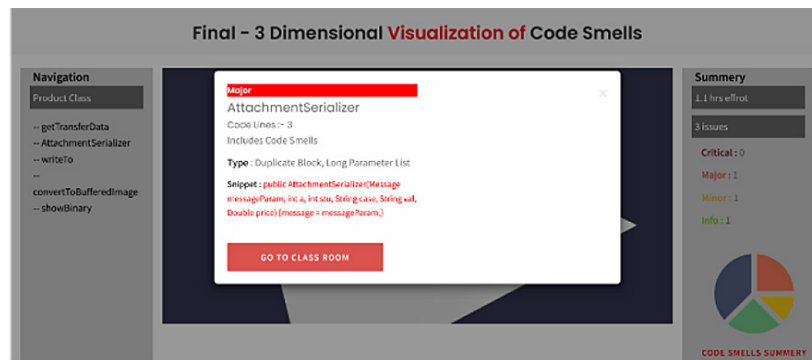 Final - 3 Dimensional Visualization of Code Smells
Navigation
Product Class
-- getTransferData
-- AttachmentSerializer
-- writeTo
--
convertToBufferedImage
-- showBinary
Major
×
AttachmentSerializer
Code Lines :- 3
Includes Code Smells
Type : Duplicate Block, Long Parameter List
Snippet : public AttachmentSerializer(Message
messageParam, int a, int stu, String case, String val,
Double price) {message = messageParam;}
GO TO CLASS ROOM
Summery
1.1 hrs effrot
3 issues
Critical : 0
Major : 1
Minor : 1
Info : 1
CODE SMELLS SUMMERY